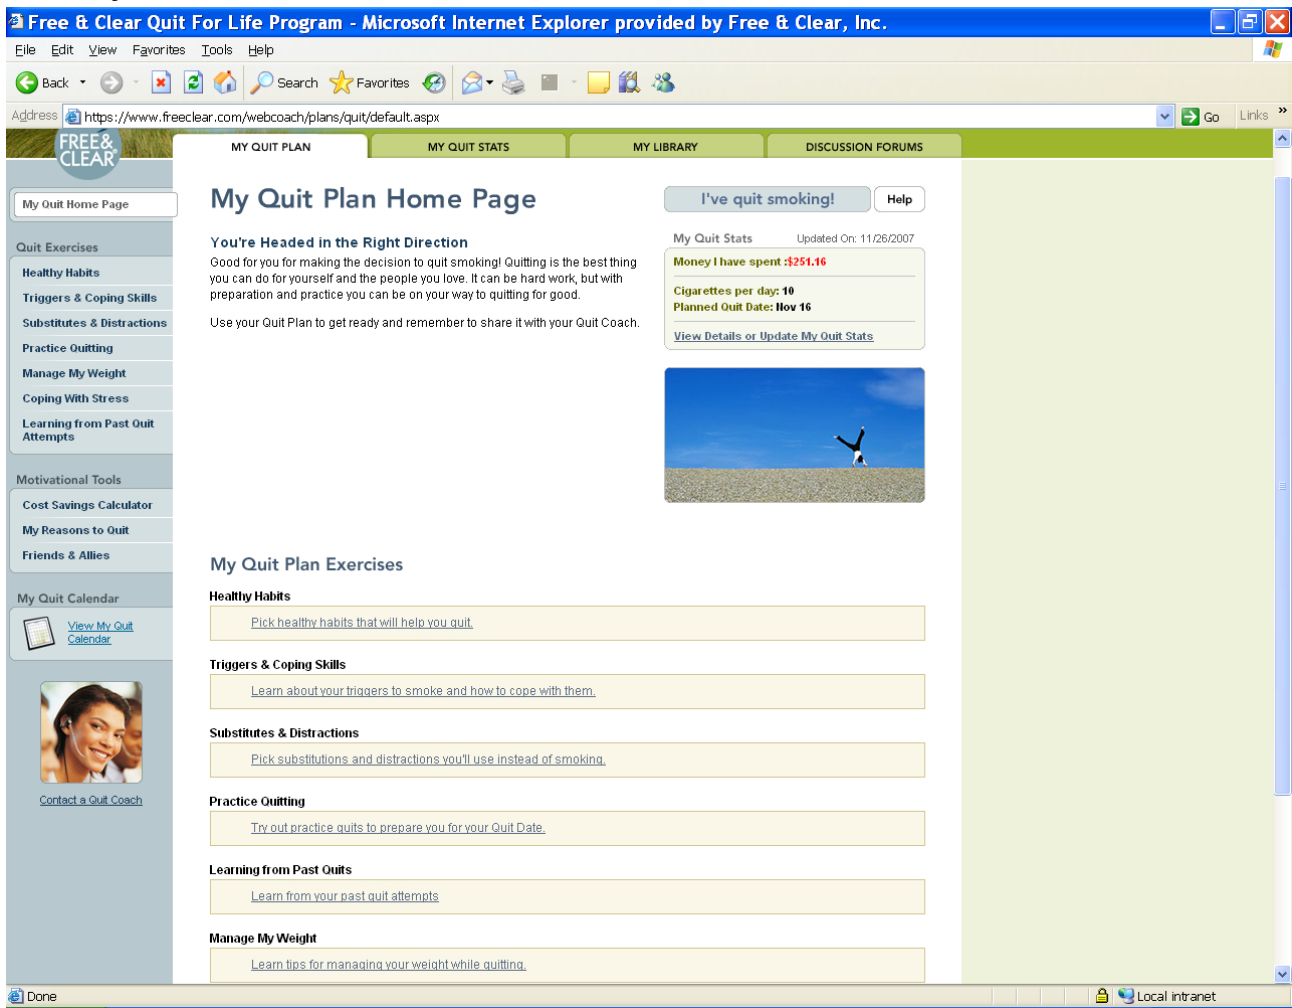 Free & Clear Quit For Life Program - Microsoft Internet Explorer provided by Free & Clear, Inc.
File Edit View Favorites Tools Help
Back Search Favorites
Address https://www.freeclear.com/webcoach/plans/quit/default.aspx Go Links »
FREE&
CLEAR®
MY QUIT PLAN MY QUIT STATS MY LIBRARY DISCUSSION FORUMS
My Quit Home Page
Quit Exercises
Healthy Habits
Triggers & Coping Skills
Substitutes & Distractions
Practice Quitting
Manage My Weight
Coping With Stress
Learning from Past Quit
Attempts
Motivational Tools
Cost Savings Calculator
My Reasons to Quit
Friends & Allies
My Quit Calendar
View My Quit
Calendar
Contact a Quit Coach
My Quit Plan Home Page
You're Headed in the Right Direction
Good for you for making the decision to quit smoking! Quitting is the best thing
you can do for yourself and the people you love. It can be hard work, but with
preparation and practice you can be on your way to quitting for good.
Use your Quit Plan to get ready and remember to share it with your Quit Coach.
I've quit smoking! Help
My Quit Stats Updated On: 11/26/2007
Money I have spent :$251.16
Cigarettes per day: 10
Planned Quit Date: Nov 16
View Details or Update My Quit Stats
My Quit Plan Exercises
Healthy Habits
Pick healthy habits that will help you quit.
Triggers & Coping Skills
Learn about your triggers to smoke and how to cope with them.
Substitutes & Distractions
Pick substitutions and distractions you'll use instead of smoking.
Practice Quitting
Try out practice quits to prepare you for your Quit Date.
Learning from Past Quits
Learn from your past quit attempts
Manage My Weight
Learn tips for managing your weight while quitting.
Done Local intranet